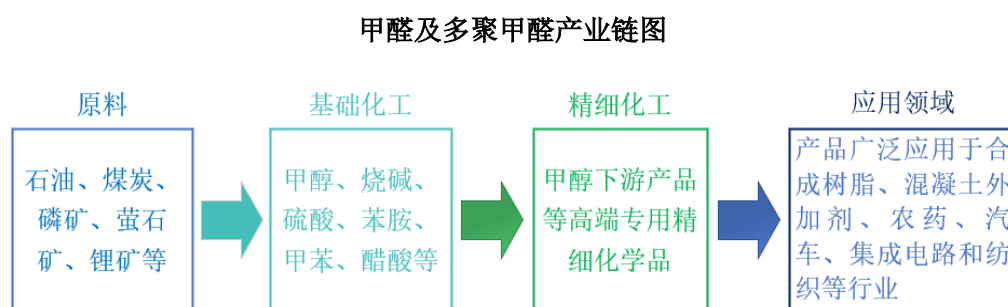 甲醛及多聚甲醛产业链图
原料
石油、煤炭、
磷矿、萤石
矿、锂矿等
基础化工
甲醇、烧碱、
硫酸、苯胺、
甲苯、醋酸等
精细化工
甲醇下游产品
等高端专用精
细化学品
应用领域
产品广泛应用于合
成树脂、混凝土外
加剂、农药、汽
车、集成电路和纺
织等行业